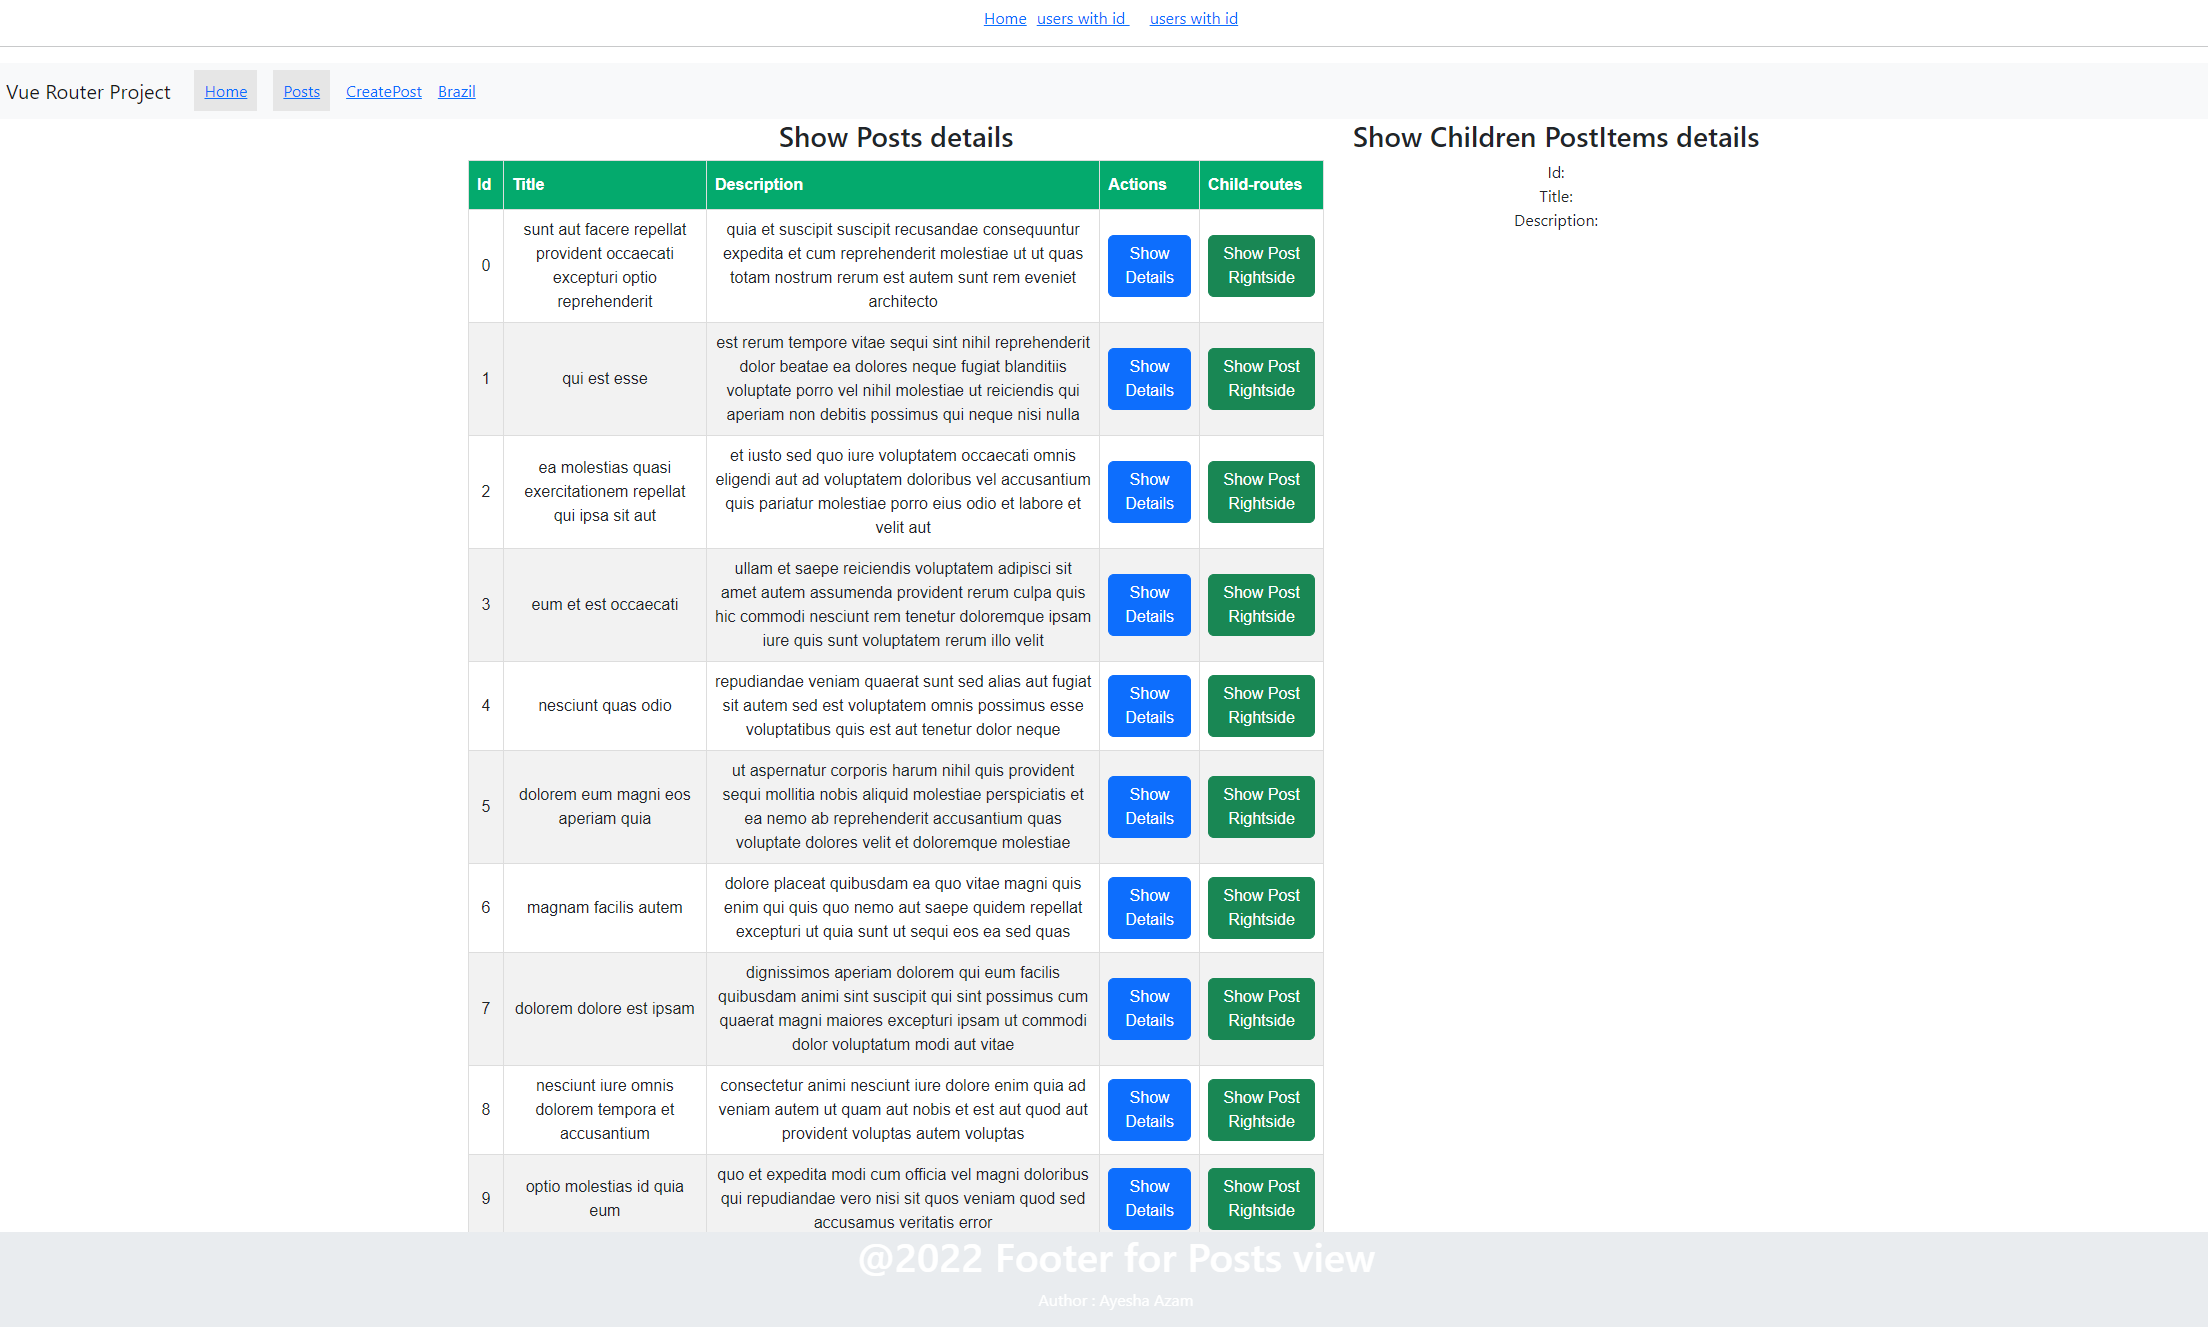 Home users with id users with id
Vue Router Project Home Posts CreatePost Brazil
Show Posts details
Id Title Description Actions Child-routes
0
sunt aut facere repellat
provident occaecati
excepturi optio
reprehenderit
quia et suscipit suscipit recusandae consequuntur
expedita et cum reprehenderit molestiae ut ut quas
totam nostrum rerum est autem sunt rem eveniet
architecto
Show
Details
Show Post
Rightside
1
qui est esse
est rerum tempore vitae sequi sint nihil reprehenderit
dolor beatae ea dolores neque fugiat blanditiis
voluptate porro vel nihil molestiae ut reiciendis qui
aperiam non debitis possimus qui neque nisi nulla
Show
Details
Show Post
Rightside
2
ea molestias quasi
exercitationem repellat
qui ipsa sit aut
et iusto sed quo iure voluptatem occaecati omnis
eligendi aut ad voluptatem doloribus vel accusantium
quis pariatur molestiae porro eius odio et labore et
velit aut
Show
Details
Show Post
Rightside
3
eum et est occaecati
ullam et saepe reiciendis voluptatem adipisci sit
amet autem assumenda provident rerum culpa quis
hic commodi nesciunt rem tenetur doloremque ipsam
iure quis sunt voluptatem rerum illo velit
Show
Details
Show Post
Rightside
4
nesciunt quas odio
repudiandae veniam quaerat sunt sed alias aut fugiat
sit autem sed est voluptatem omnis possimus esse
voluptatibus quis est aut tenetur dolor neque
Show
Details
Show Post
Rightside
5
dolorem eum magni eos
aperiam quia
ut aspernatur corporis harum nihil quis provident
sequi mollitia nobis aliquid molestiae perspiciatis et
ea nemo ab reprehenderit accusantium quas
voluptate dolores velit et doloremque molestiae
Show
Details
Show Post
Rightside
6
magnam facilis autem
dolore placeat quibusdam ea quo vitae magni quis
enim qui quis quo nemo aut saepe quidem repellat
excepturi ut quia sunt ut sequi eos ea sed quas
Show
Details
Show Post
Rightside
7
dolorem dolore est ipsam
dignissimos aperiam dolorem qui eum facilis
quibusdam animi sint suscipit qui sint possimus cum
quaerat magni maiores excepturi ipsam ut commodi
dolor voluptatum modi aut vitae
Show
Details
Show Post
Rightside
8
nesciunt iure omnis
dolorem tempora et
accusantium
consectetur animi nesciunt iure dolore enim quia ad
veniam autem ut quam aut nobis et est aut quod aut
provident voluptas autem voluptas
Show
Details
Show Post
Rightside
9
optio molestias id quia
eum
quo et expedita modi cum officia vel magni doloribus
qui repudiandae vero nisi sit quos veniam quod sed
accusamus veritatis error
Show
Details
Show Post
Rightside
Show Children PostItems details
Id:
Title:
Description:
@2022 Footer for Posts view
Author : Ayesha Azam